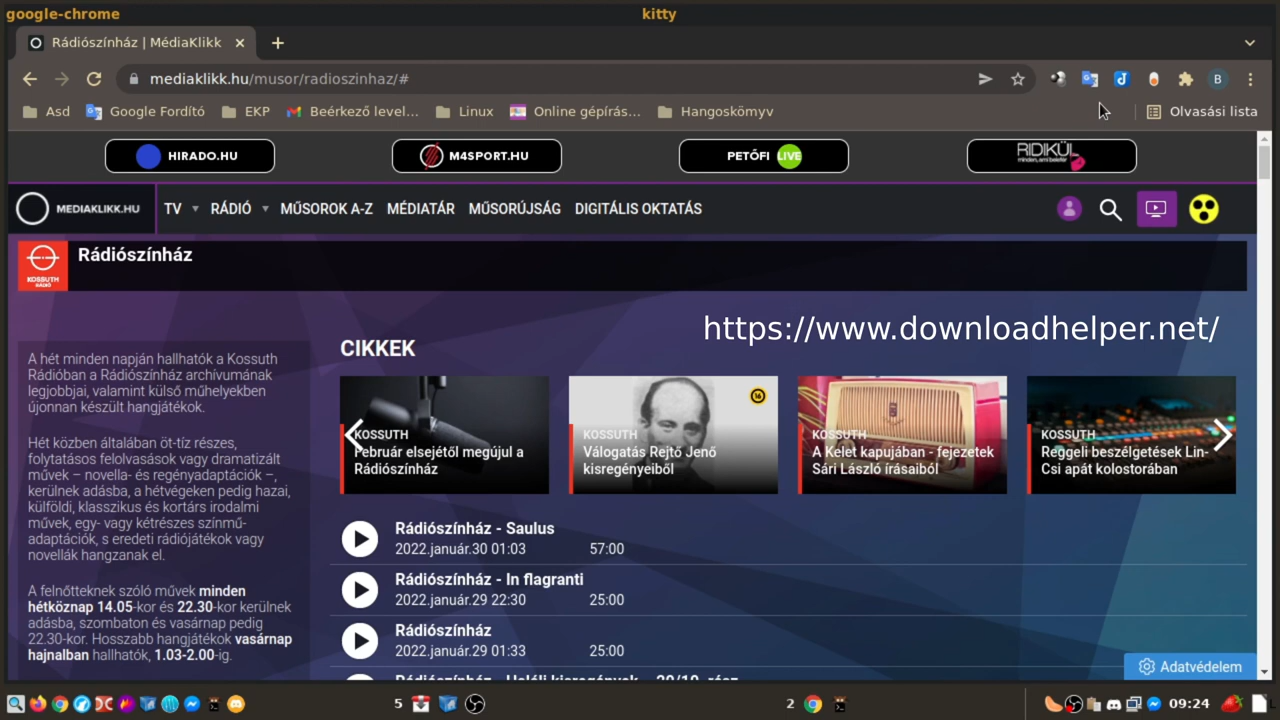 google-chrome
kitty
Rádiószínház | MédiaKlikk
mediaklikk.hu/musor/radioszinhaz/#
B
Asd
Google Fordító
EKP
Beérkező level...
Linux
Online gépírás...
Hangoskömyv
Olvasási lista
HIRADO.HU
M4SPORT.HU
PETŐFI LIVE
RIDIKÜL
minden, ami belefér
MEDIAKLIKK.HU
TV
RÁDIÓ
MŰSOROK A-Z
MÉDIATÁR
MŰSORÚJSÁG
DIGITÁLIS OKTATÁS
KOSSUTH
RÁDIÓ
Rádiószínház
https://www.downloadhelper.net/
A hét minden napján hallhatók a Kossuth
Rádióban a Rádiószínház archívumának
legjobbjai, valamint külső műhelyekben
újonnan készült hangjátékok.
Hét közben általában öt-tíz részes,
folytatásos felolvasások vagy dramatizált
művek – novella- és regényadaptációk –,
kerülnek adásba, a hétvégeken pedig hazai,
külföldi, klasszikus és kortárs irodalmi
művek, egy- vagy kétrészes színmű-
adaptációk, s eredeti rádiójátékok vagy
novellák hangzanak el.
A felnőtteknek szóló művek minden
hétköznap 14.05-kor és 22.30-kor kerülnek
adásba, szombaton és vasárnap pedig
22.30-kor. Hosszabb hangjátékok vasárnap
hajnalban hallhatók, 1.03-2.00-ig.
CIKKEK
KOSSUTH
Február elsejétől megújul a
Rádiószínház
16
KOSSUTH
Válogatás Rejtő Jenő
kisregényeiből
KOSSUTH
A Kelet kapujában - fejezetek
Sári László írásaiból
KOSSUTH
Reggeli beszélgetések Lin-
Csi apát kolostorában
Rádiószínház - Saulus
2022.január.30 01:03
57:00
Rádiószínház - In flagranti
2022.január.29 22:30
25:00
Rádiószínház
2022.január.29 01:33
25:00
Adatvédelem
5
2
09:24